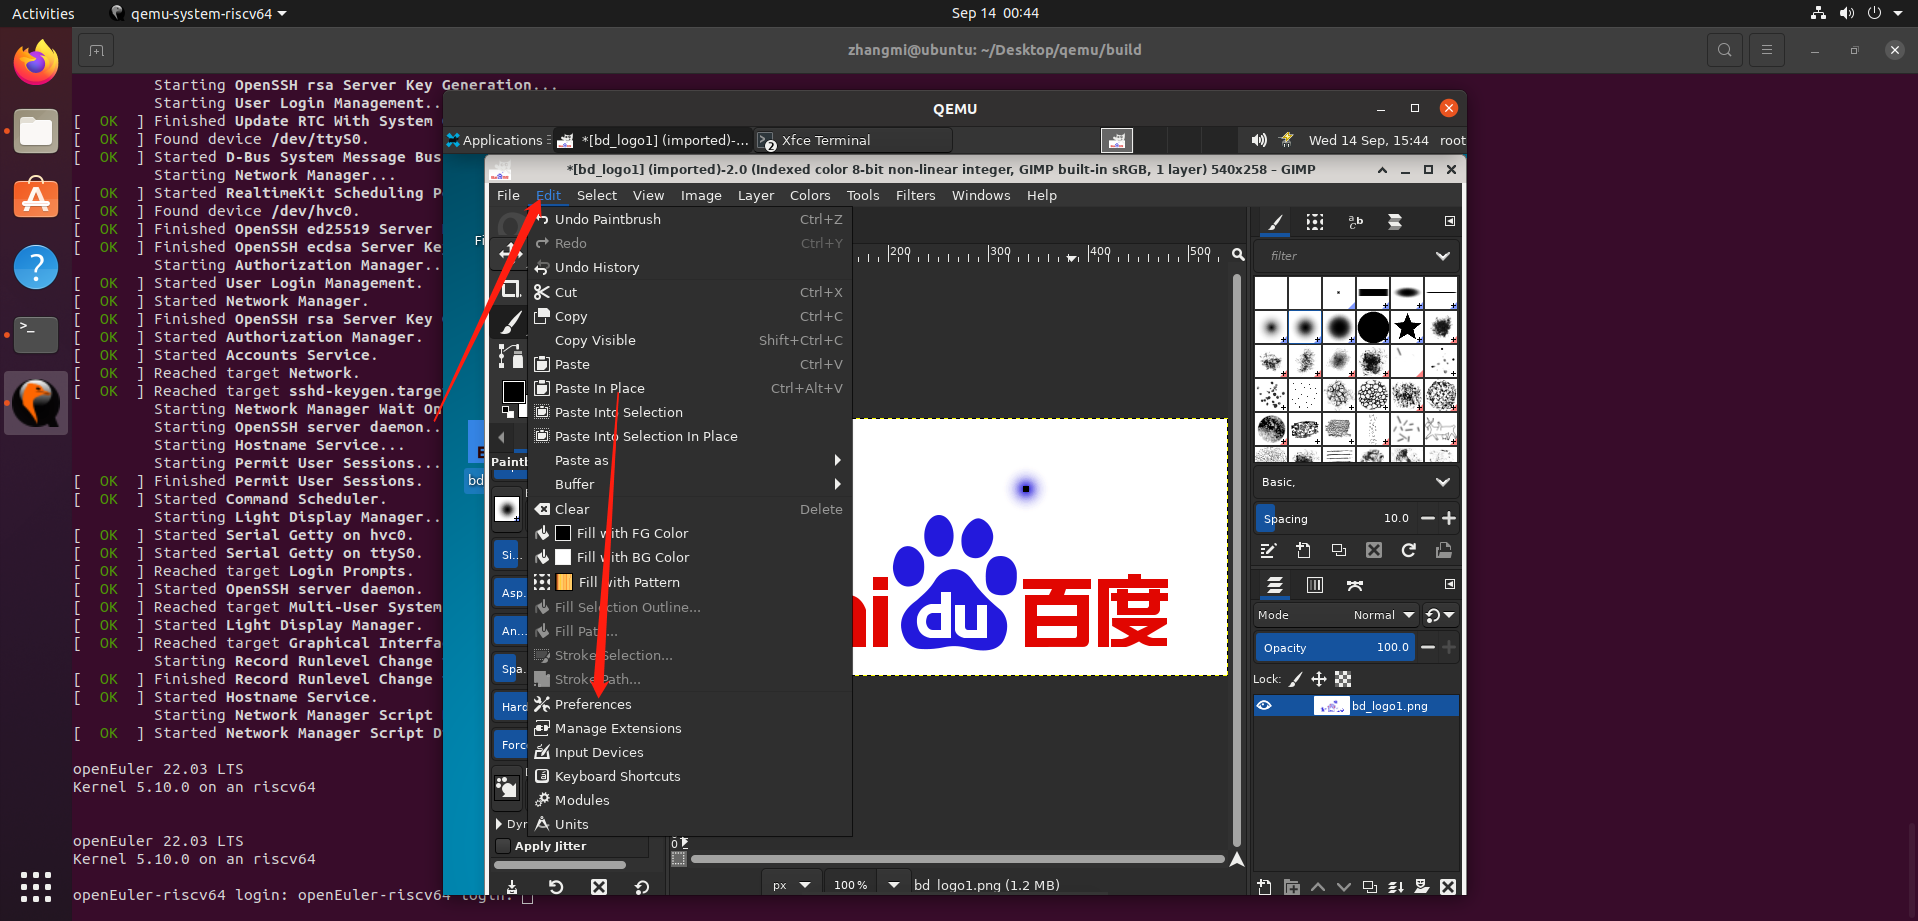 Activities
qemu-system-riscv64
Sep 14 00:44
zhangmi@ubuntu: ~/Desktop/qemu/build
Starting OpenSSH rsa Server Key Generation...
Starting User Login Management..
[ OK ] Finished Update RTC With System
[ OK ] Found device /dev/ttyS0.
[ OK ] Started D-Bus System Message Bus
Starting Network Manager...
[ OK ] Started RealtimeKit Scheduling P
[ OK ] Found device /dev/hvc0.
[ OK ] Finished OpenSSH ed25519 Server
[ OK ] Finished OpenSSH ecdsa Server Ke
Starting Authorization Manager..
[ OK ] Started User Login Management.
[ OK ] Started Network Manager.
[ OK ] Finished OpenSSH rsa Server Key
[ OK ] Started Authorization Manager.
[ OK ] Started Accounts Service.
[ OK ] Reached target Network.
[ OK ] Reached target sshd-keygen.targe
Starting Network Manager Wait On
Starting OpenSSH server daemon..
Starting Hostname Service...
Starting Permit User Sessions...
[ OK ] Finished Permit User Sessions.
[ OK ] Started Command Scheduler.
Starting Light Display Manager..
[ OK ] Started Serial Getty on hvc0.
[ OK ] Started Serial Getty on ttyS0.
[ OK ] Reached target Login Prompts.
[ OK ] Started OpenSSH server daemon.
[ OK ] Reached target Multi-User System
[ OK ] Started Light Display Manager.
[ OK ] Reached target Graphical Interfa
Starting Record Runlevel Change
[ OK ] Finished Record Runlevel Change
[ OK ] Started Hostname Service.
Starting Network Manager Script
[ OK ] Started Network Manager Script D
openEuler 22.03 LTS
Kernel 5.10.0 on an riscv64
openEuler 22.03 LTS
Kernel 5.10.0 on an riscv64
openEuler-riscv64 login: openEuler-riscv64 login:
QEMU
Applications
*[bd_logo1] (imported)-...
2
Xfce Terminal
Wed 14 Sep, 15:44
root
*[bd_logo1] (imported)-2.0 (Indexed color 8-bit non-linear integer, GIMP built-in sRGB, 1 layer) 540x258 – GIMP
File Edit Select View Image Layer Colors Tools Filters Windows Help
Fi
bd
Undo Paintbrush Ctrl+Z
Redo Ctrl+Y
Undo History
Cut Ctrl+X
Copy Ctrl+C
Copy Visible Shift+Ctrl+C
Paste Ctrl+V
Paste In Place Ctrl+Alt+V
Paste Into Selection
Paste Into Selection In Place
Paste as
Buffer
Clear Delete
Fill with FG Color
Fill with BG Color
Fill with Pattern
Fill Selection Outline...
Fill Path...
Stroke Selection...
Stroke Path...
Preferences
Manage Extensions
Input Devices
Keyboard Shortcuts
Modules
Units
Paintb
Si...
Asp.
An...
Spa.
Hard
Forc
Dyn
Apply Jitter
200 300 400 500
0
ai du 百度
px
100 %
bd_logo1.png (1.2 MB)
filter
Basic,
Spacing 10.0
Mode Normal
Opacity 100.0
Lock:
bd_logo1.png